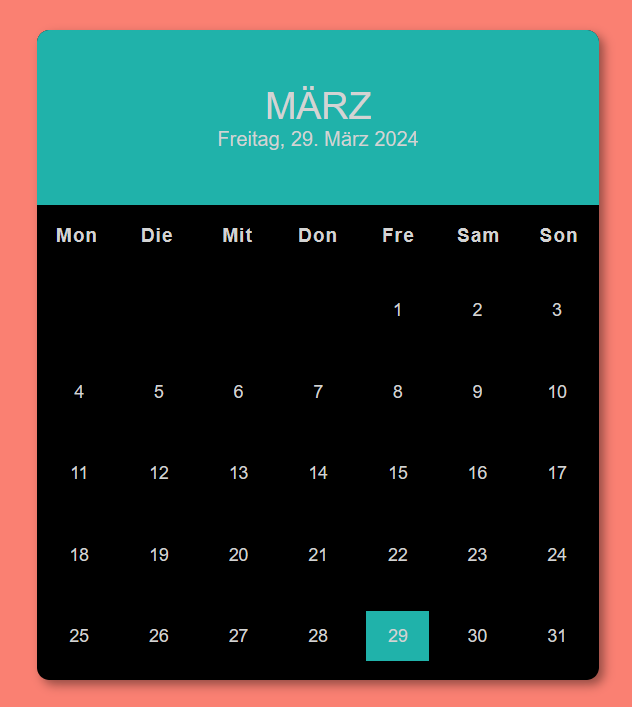 MÄRZ
Freitag, 29. März 2024
Mon Die Mit Don Fre Sam Son
1 2 3
4 5 6 7 8 9 10
11 12 13 14 15 16 17
18 19 20 21 22 23 24
25 26 27 28 29 30 31